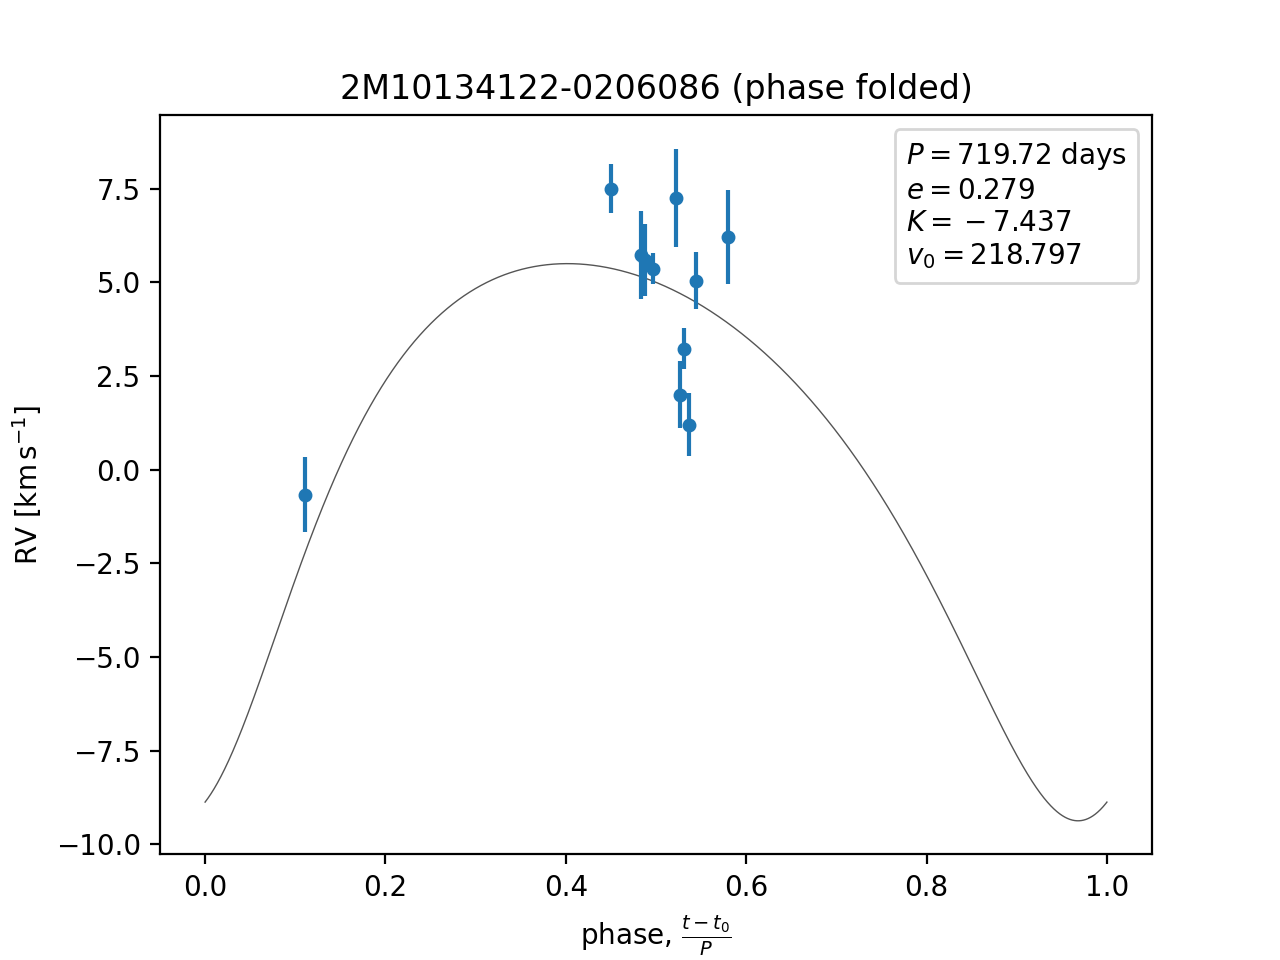 2M10134122-0206086 (phase folded)
P = 719.72 days
e = 0.279
K = −7.437
v₀ = 218.797
RV [km s⁻¹]
7.5
5.0
2.5
0.0
−2.5
−5.0
−7.5
−10.0
0.0 0.2 0.4 0.6 0.8 1.0
phase, (t − t₀)/P